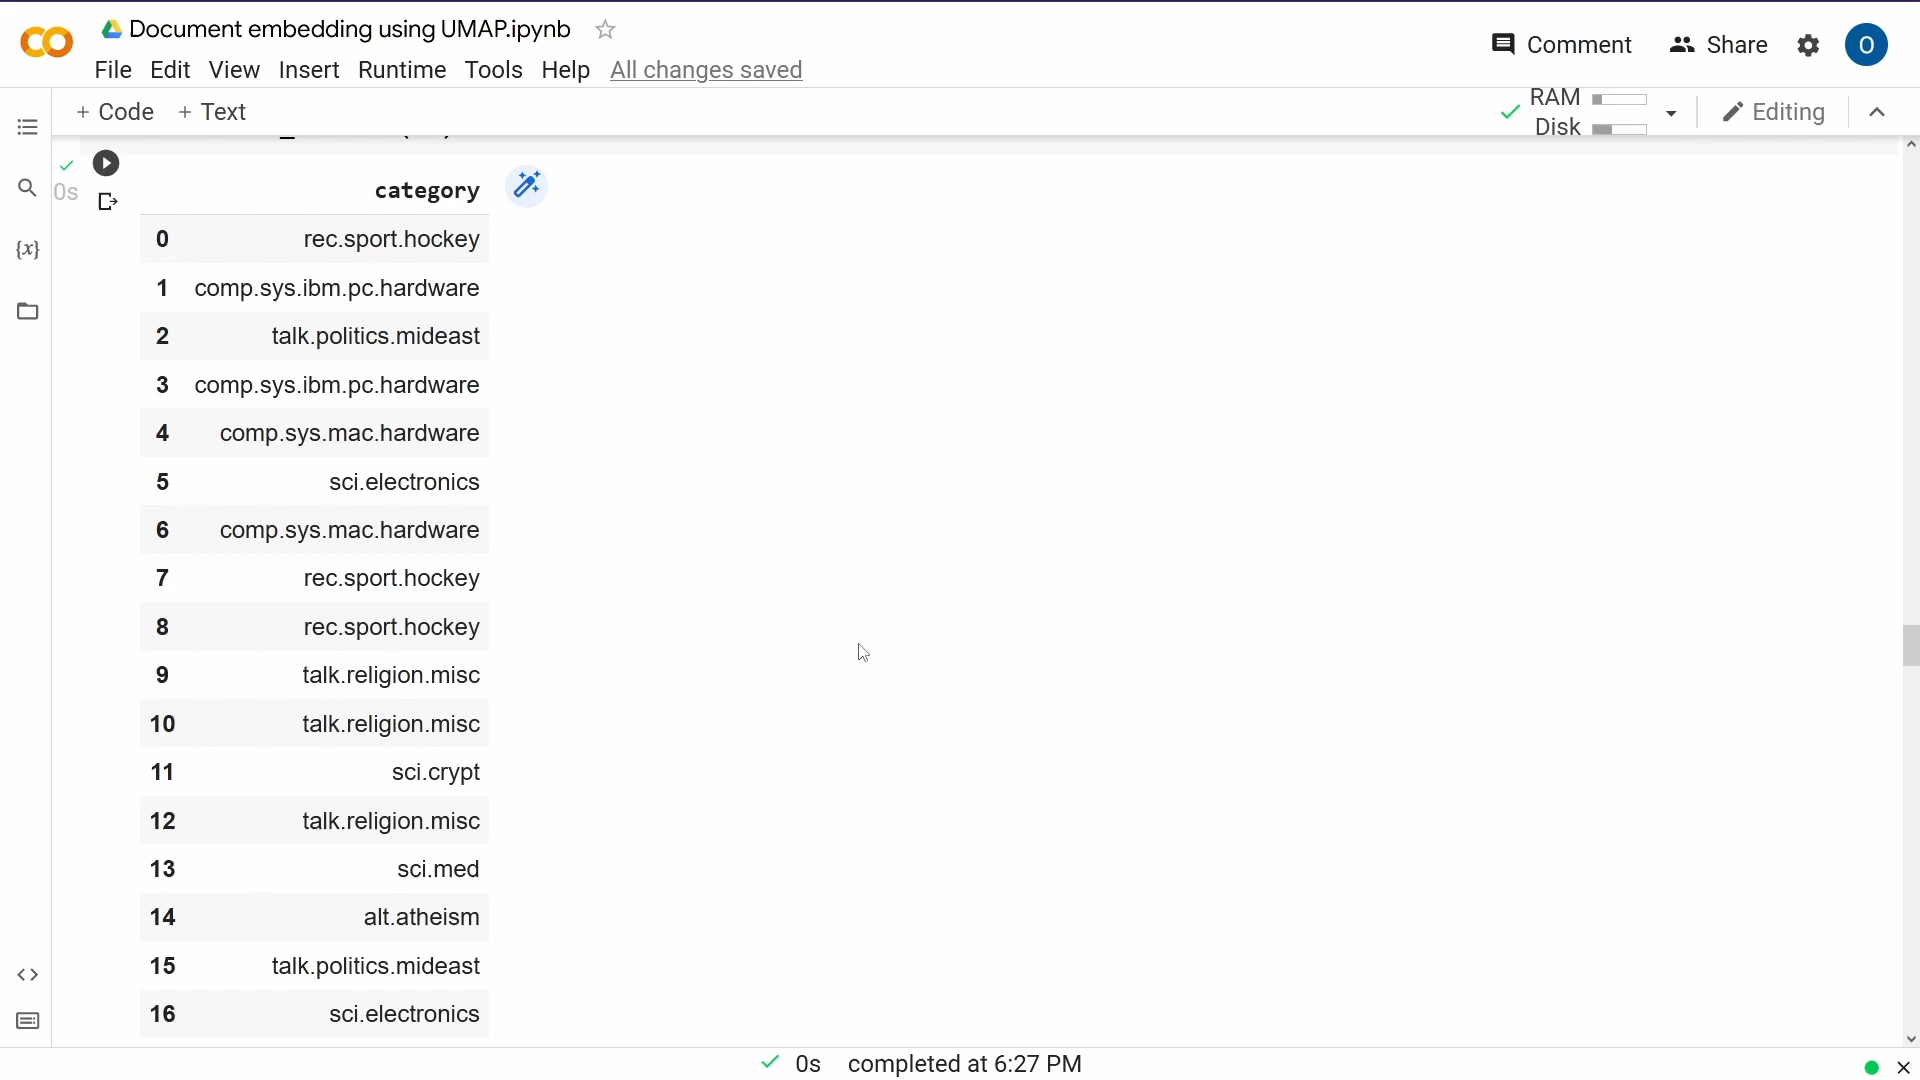 Document embedding using UMAP.ipynb
File Edit View Insert Runtime Tools Help All changes saved
Comment Share O
+ Code + Text
RAM
Disk
Editing
0s
{x}
category
0 rec.sport.hockey
1 comp.sys.ibm.pc.hardware
2 talk.politics.mideast
3 comp.sys.ibm.pc.hardware
4 comp.sys.mac.hardware
5 sci.electronics
6 comp.sys.mac.hardware
7 rec.sport.hockey
8 rec.sport.hockey
9 talk.religion.misc
10 talk.religion.misc
11 sci.crypt
12 talk.religion.misc
13 sci.med
14 alt.atheism
15 talk.politics.mideast
16 sci.electronics
0s completed at 6:27 PM